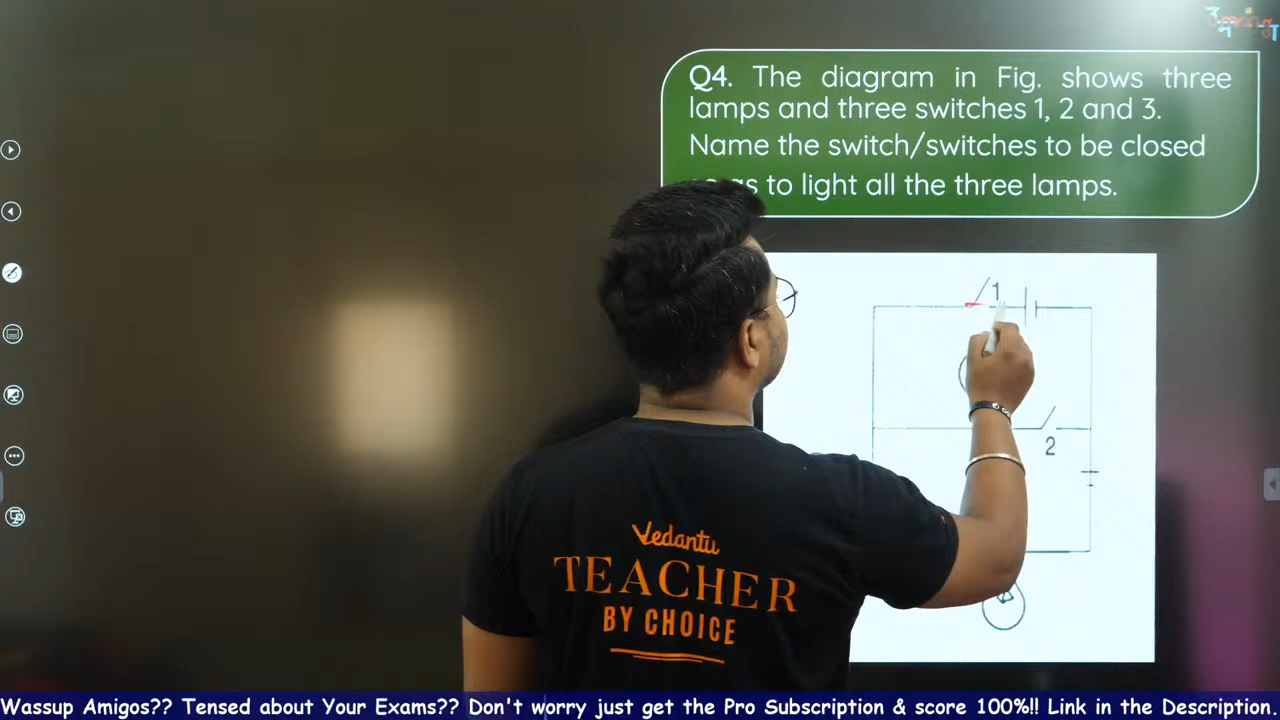 Q4. The diagram in Fig. shows three
lamps and three switches 1, 2 and 3.
Name the switch/switches to be closed
as to light all the three lamps.
1
2
Vedantu
TEACHER
BY CHOICE
Wassup Amigos?? Tensed about Your Exams?? Don't worry just get the Pro Subscription & score 100%!! Link in the Description.